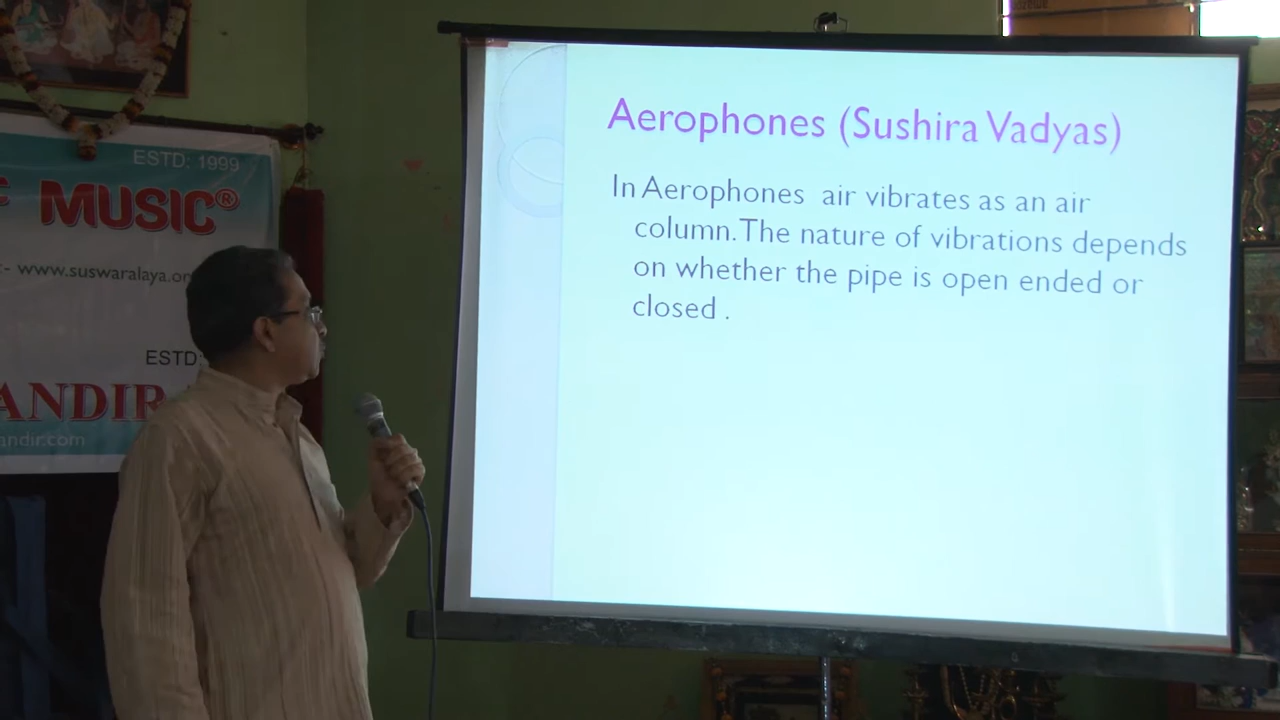 ESTD: 1999
MUSIC®
:- www.suswaralaya.or
ESTD:
ANDIR
andir.com
Aerophones (Sushira Vadyas)
In Aerophones air vibrates as an air
column. The nature of vibrations depends
on whether the pipe is open ended or
closed .